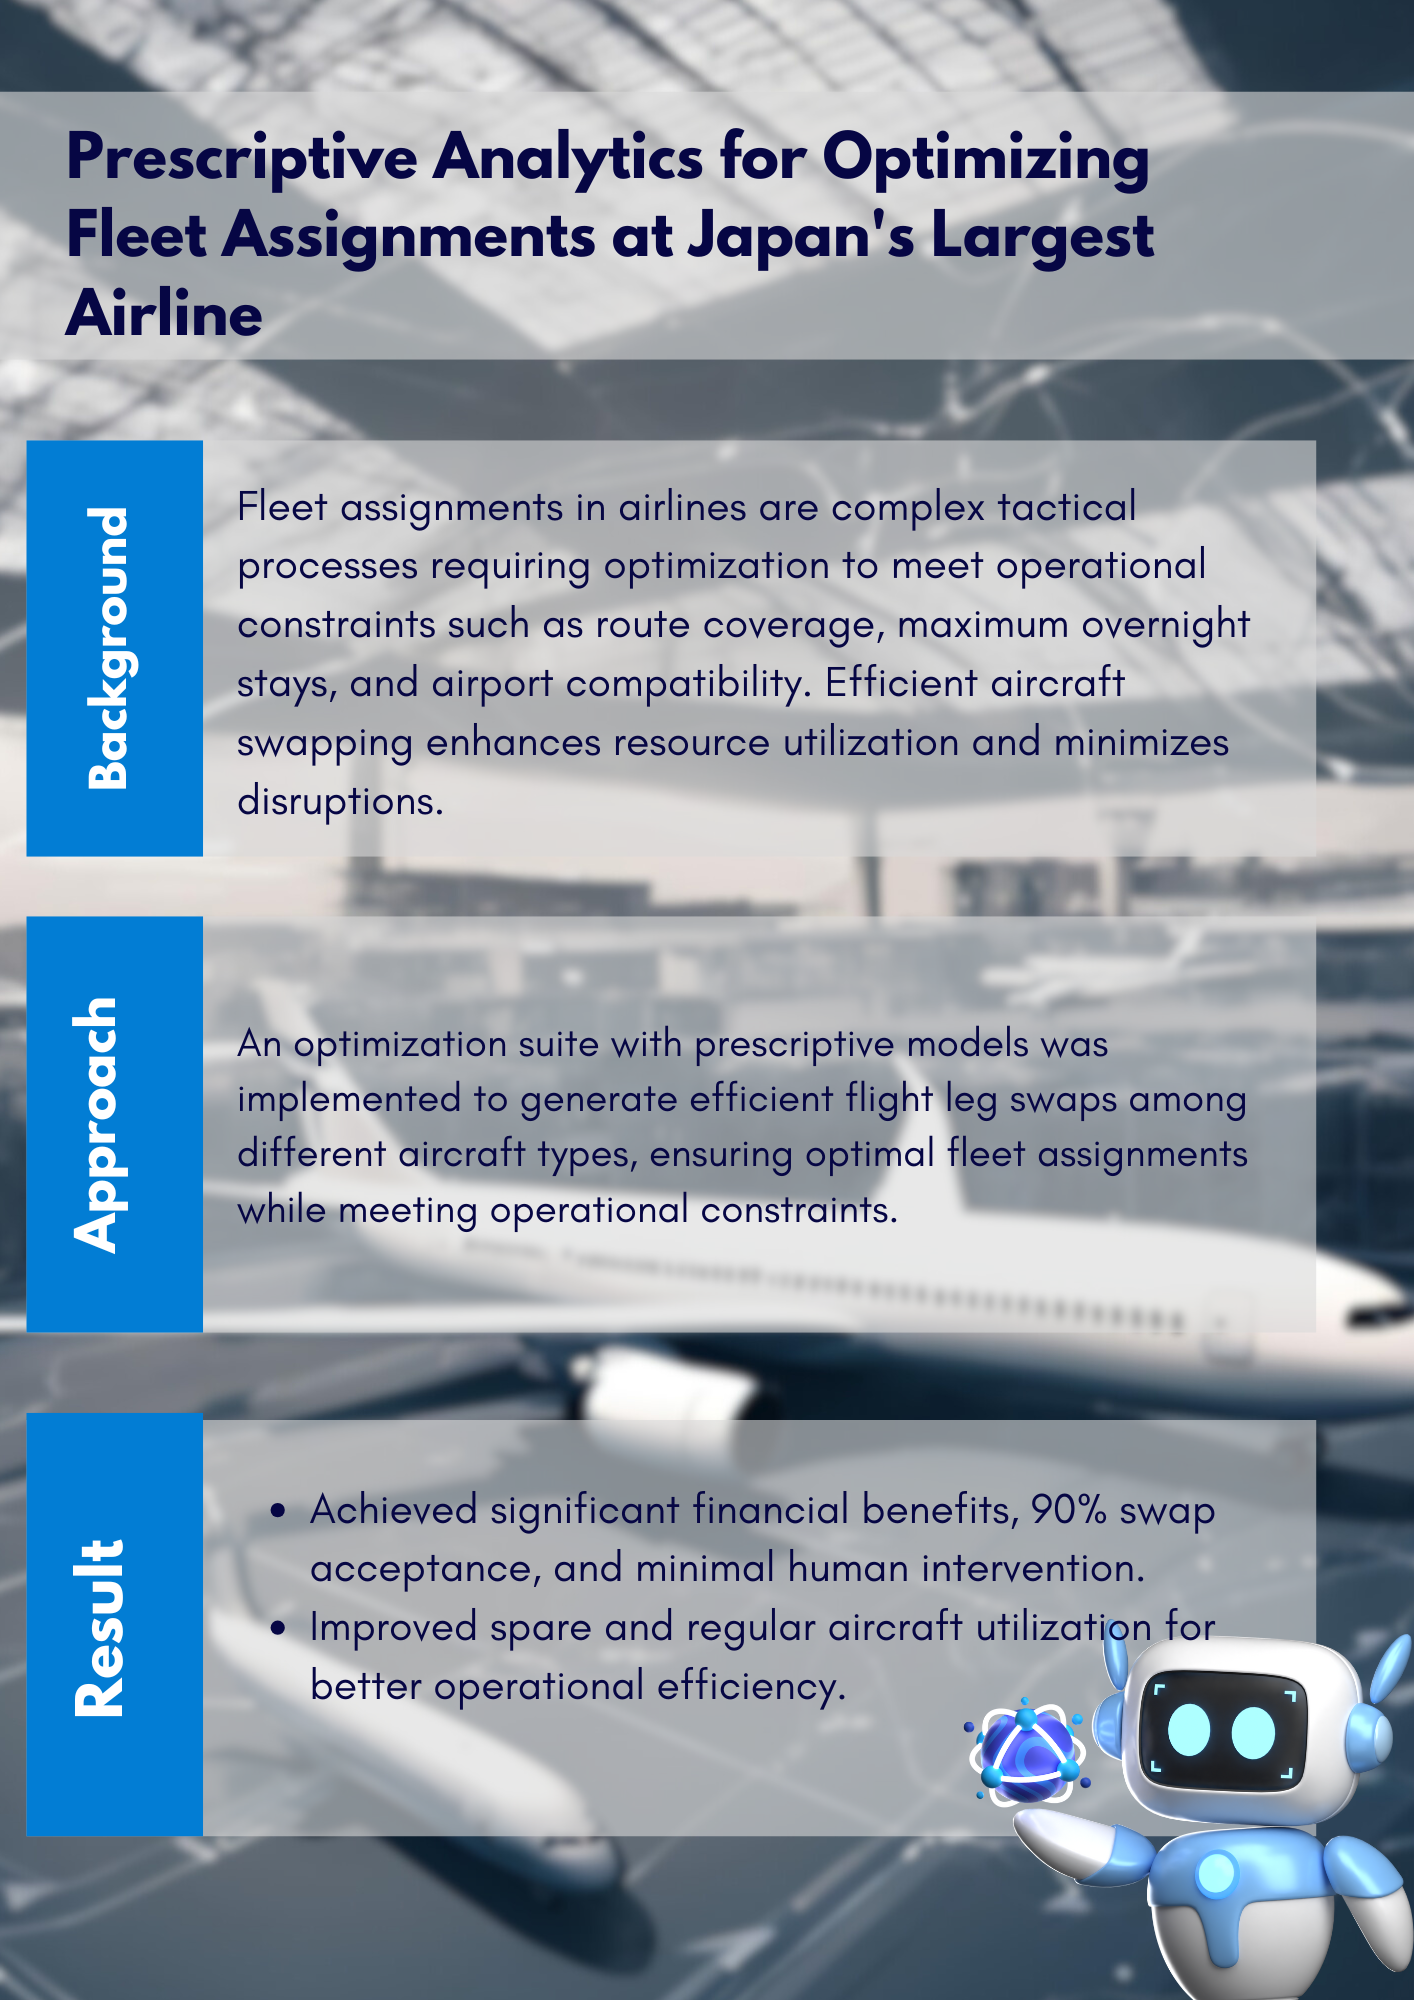 Prescriptive Analytics for Optimizing
Fleet Assignments at Japan's Largest
Airline
Background
Fleet assignments in airlines are complex tactical
processes requiring optimization to meet operational
constraints such as route coverage, maximum overnight
stays, and airport compatibility. Efficient aircraft
swapping enhances resource utilization and minimizes
disruptions.
Approach
An optimization suite with prescriptive models was
implemented to generate efficient flight leg swaps among
different aircraft types, ensuring optimal fleet assignments
while meeting operational constraints.
Result
• Achieved significant financial benefits, 90% swap
acceptance, and minimal human intervention.
• Improved spare and regular aircraft utilization for
better operational efficiency.